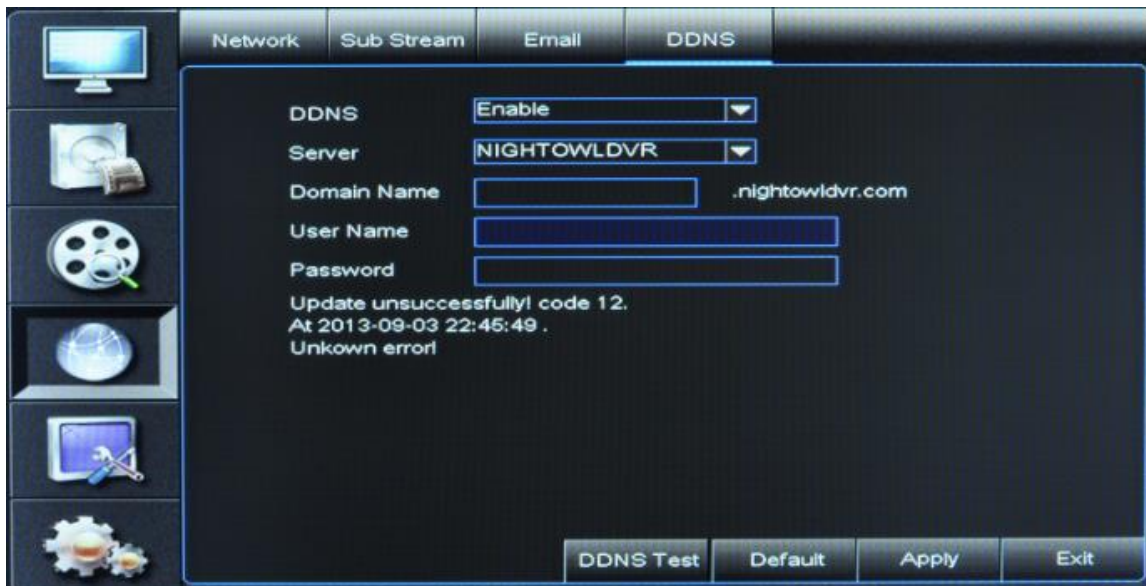 Network Sub Stream Email DDNS
DDNS Enable
Server NIGHTOWLDVR
Domain Name .nightowldvr.com
User Name
Password
Update unsuccessfully! code 12.
At 2013-09-03 22:45:49 .
Unkown error!
DDNS Test Default Apply Exit